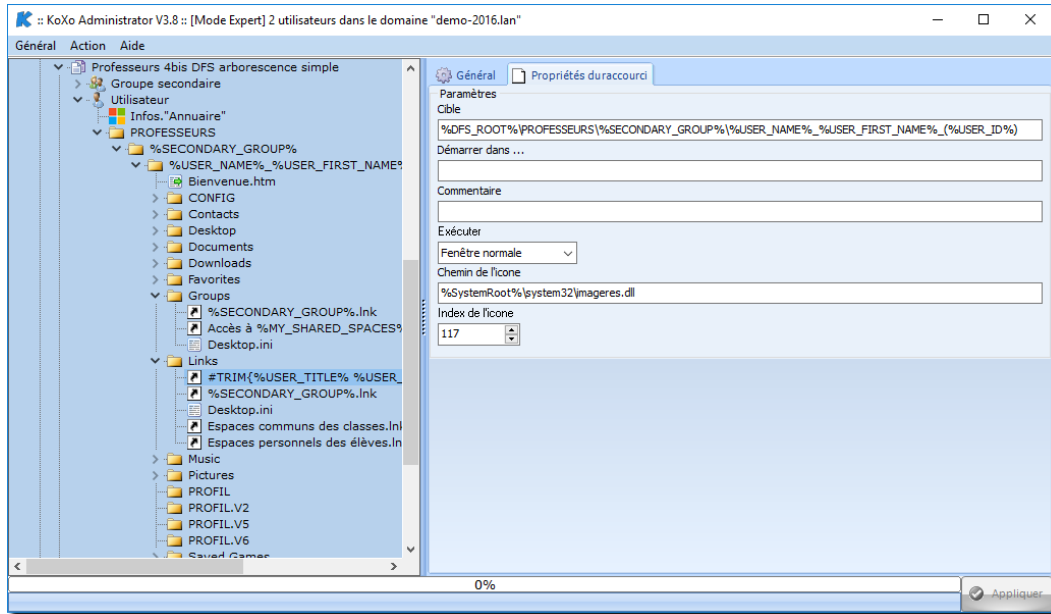 :: KoXo Administrator V3.8 :: [Mode Expert] 2 utilisateurs dans le domaine "demo-2016.lan"
Général Action Aide
Professeurs 4bis DFS arborescence simple
Groupe secondaire
Utilisateur
Infos."Annuaire"
PROFESSEURS
%SECONDARY_GROUP%
%USER_NAME%_%USER_FIRST_NAME%
Bienvenue.htm
CONFIG
Contacts
Desktop
Documents
Downloads
Favorites
Groups
%SECONDARY_GROUP%.lnk
Accès à %MY_SHARED_SPACES%
Desktop.ini
Links
#TRIM{%USER_TITLE% %USER_
%SECONDARY_GROUP%.lnk
Desktop.ini
Espaces communs des classes.lnk
Espaces personnels des élèves.ln
Music
Pictures
PROFIL
PROFIL.V2
PROFIL.V5
PROFIL.V6
Saved Games
Général Propriétés du raccourci
Paramètres
Cible
%DFS_ROOT%\PROFESSEURS\%SECONDARY_GROUP%\%USER_NAME%_%USER_FIRST_NAME%_(%USER_ID%)
Démarrer dans ...
Commentaire
Exécuter
Fenêtre normale
Chemin de l'icone
%SystemRoot%\system32\imageres.dll
Index de l'icone
117
0%
Appliquer